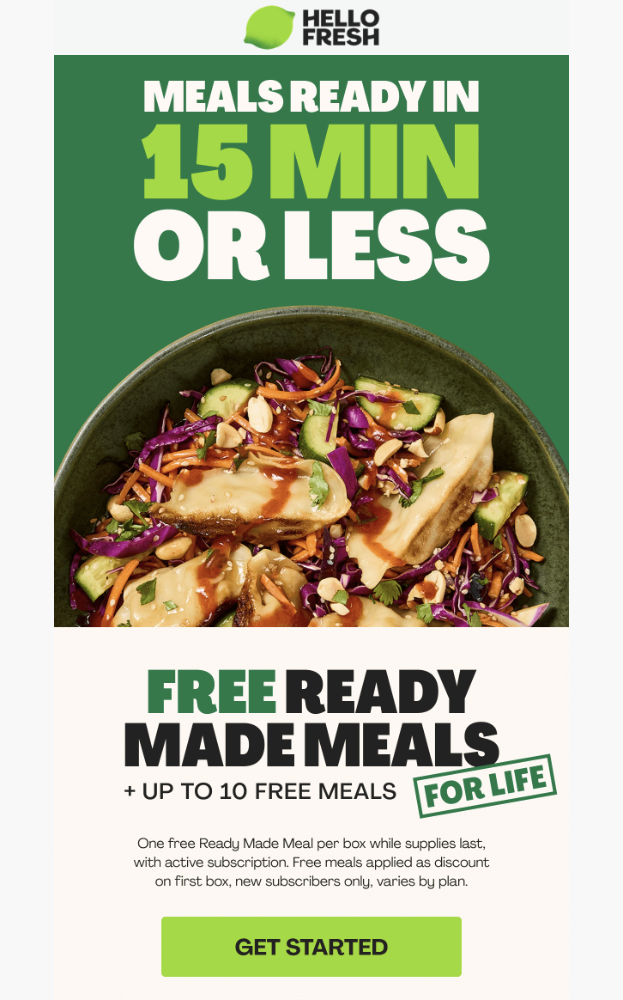 HELLO
FRESH
MEALS READY IN
15 MIN
OR LESS
FREE READY
MADE MEALS
+ UP TO 10 FREE MEALS
FOR LIFE
One free Ready Made Meal per box while supplies last,
with active subscription. Free meals applied as discount
on first box, new subscribers only, varies by plan.
GET STARTED